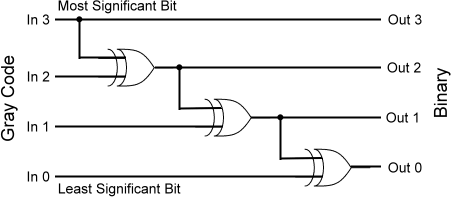 Most Significant Bit
In 3
Out 3
In 2
Out 2
Gray Code
Binary
In 1
Out 1
In 0
Out 0
Least Significant Bit